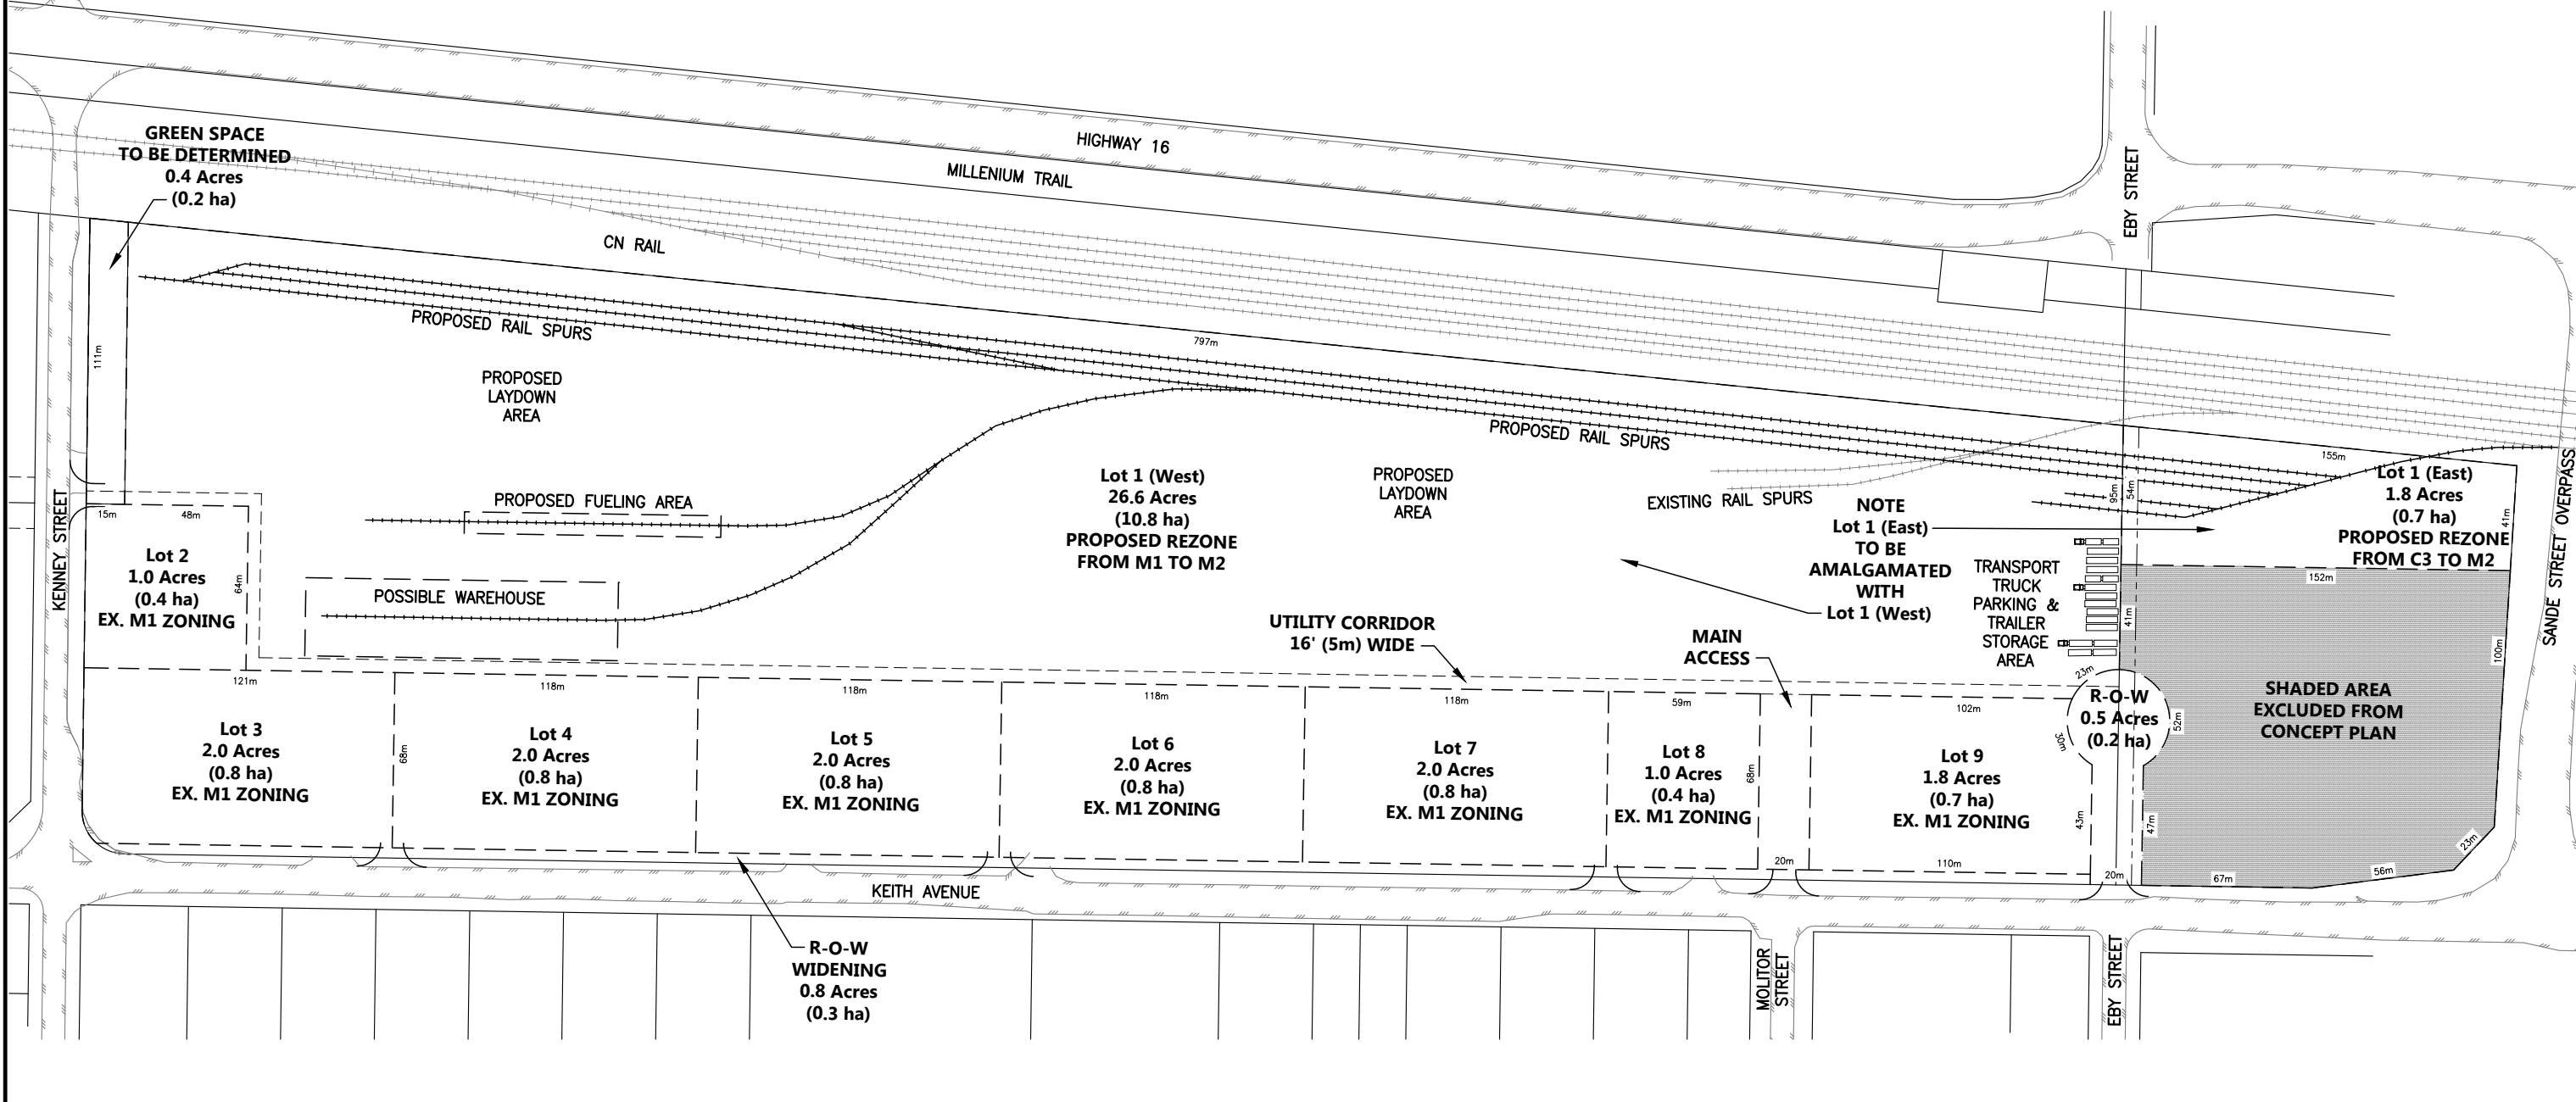 HIGHWAY 16
MILLENIUM TRAIL
CN RAIL
EBY STREET
GREEN SPACE
TO BE DETERMINED
0.4 Acres
(0.2 ha)
111m
PROPOSED RAIL SPURS
797m
PROPOSED
LAYDOWN
AREA
PROPOSED RAIL SPURS
155m
PROPOSED FUELING AREA
POSSIBLE WAREHOUSE
Lot 1 (West)
26.6 Acres
(10.8 ha)
PROPOSED REZONE
FROM M1 TO M2
PROPOSED
LAYDOWN
AREA
EXISTING RAIL SPURS
NOTE
Lot 1 (East)
TO BE
AMALGAMATED
WITH
Lot 1 (West)
TRANSPORT
TRUCK
PARKING &
TRAILER
STORAGE
AREA
95m
54m
41m
Lot 1 (East)
1.8 Acres
(0.7 ha)
PROPOSED REZONE
FROM C3 TO M2
41m
152m
SANDE STREET OVERPASS
KENNEY STREET
15m
48m
64m
Lot 2
1.0 Acres
(0.4 ha)
EX. M1 ZONING
UTILITY CORRIDOR
16' (5m) WIDE
MAIN
ACCESS
121m
118m
118m
118m
118m
59m
102m
Lot 3
2.0 Acres
(0.8 ha)
EX. M1 ZONING
68m
Lot 4
2.0 Acres
(0.8 ha)
EX. M1 ZONING
Lot 5
2.0 Acres
(0.8 ha)
EX. M1 ZONING
Lot 6
2.0 Acres
(0.8 ha)
EX. M1 ZONING
Lot 7
2.0 Acres
(0.8 ha)
EX. M1 ZONING
Lot 8
1.0 Acres
(0.4 ha)
EX. M1 ZONING
68m
20m
Lot 9
1.8 Acres
(0.7 ha)
EX. M1 ZONING
110m
23m
R-O-W
0.5 Acres
(0.2 ha)
30m
52m
43m
47m
20m
SHADED AREA
EXCLUDED FROM
CONCEPT PLAN
100m
23m
56m
67m
KEITH AVENUE
R-O-W
WIDENING
0.8 Acres
(0.3 ha)
MOLITOR
STREET
EBY STREET